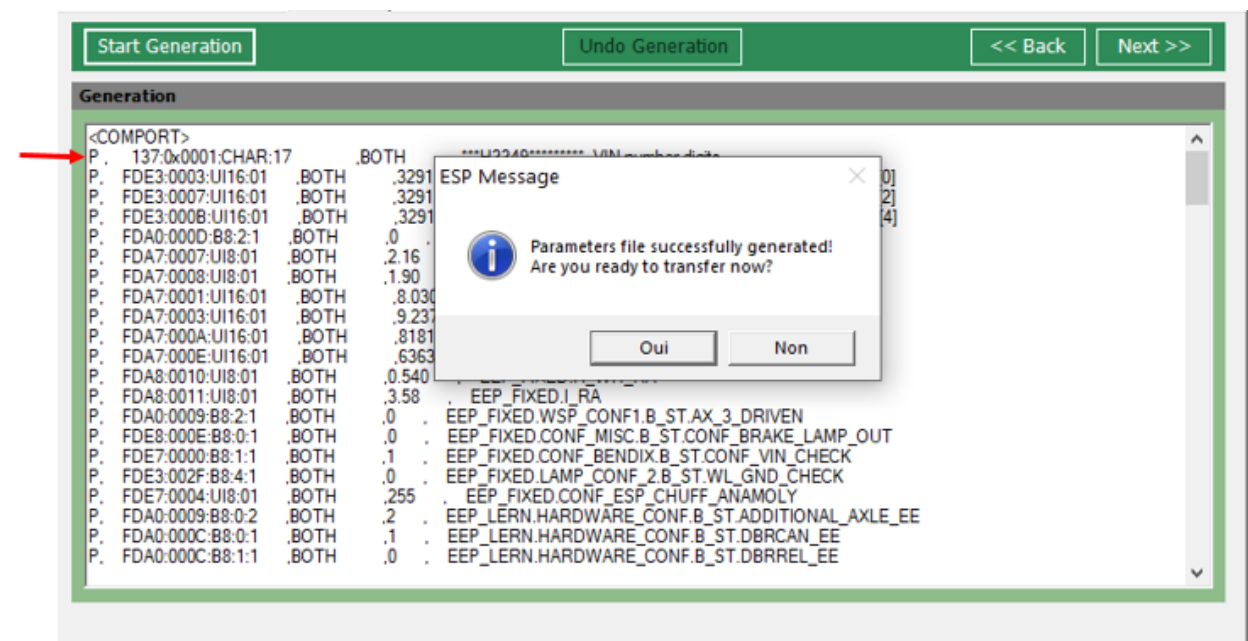 Start Generation
Undo Generation
<< Back
Next >>
Generation
<COMPORT>
P , 137:0x0001:CHAR:17 ,BOTH
P, FDE3:0003:UI16:01 ,BOTH ,3291 0]
P, FDE3:0007:UI16:01 ,BOTH ,3291 2]
P, FDE3:000B:UI16:01 ,BOTH ,3291 4]
P, FDA0:000D:B8:2:1 ,BOTH ,0 ,
P, FDA7:0007:UI8:01 ,BOTH ,2.16
P, FDA7:0008:UI8:01 ,BOTH ,1.90
P, FDA7:0001:UI16:01 ,BOTH ,8.030
P, FDA7:0003:UI16:01 ,BOTH ,9.237
P, FDA7:000A:UI16:01 ,BOTH ,8181
P, FDA7:000E:UI16:01 ,BOTH ,6363
P, FDA8:0010:UI8:01 ,BOTH ,0.540 ,
P, FDA8:0011:UI8:01 ,BOTH ,3.58 , EEP_FIXED.I_RA
P, FDA0:0009:B8:2:1 ,BOTH ,0 , EEP_FIXED.WSP_CONF1.B_ST.AX_3_DRIVEN
P, FDE8:000E:B8:0:1 ,BOTH ,0 , EEP_FIXED.CONF_MISC.B_ST.CONF_BRAKE_LAMP_OUT
P, FDE7:0000:B8:1:1 ,BOTH ,1 , EEP_FIXED.CONF_BENDIX.B_ST.CONF_VIN_CHECK
P, FDE3:002F:B8:4:1 ,BOTH ,0 , EEP_FIXED.LAMP_CONF_2.B_ST.WL_GND_CHECK
P, FDE7:0004:UI8:01 ,BOTH ,255 , EEP_FIXED.CONF_ESP_CHUFF_ANAMOLY
P, FDA0:0009:B8:0:2 ,BOTH ,2 , EEP_LERN.HARDWARE_CONF.B_ST.ADDITIONAL_AXLE_EE
P, FDA0:000C:B8:0:1 ,BOTH ,1 , EEP_LERN.HARDWARE_CONF.B_ST.DBRCAN_EE
P, FDA0:000C:B8:1:1 ,BOTH ,0 , EEP_LERN.HARDWARE_CONF.B_ST.DBRREL_EE
ESP Message
Parameters file successfully generated!
Are you ready to transfer now?
Oui
Non